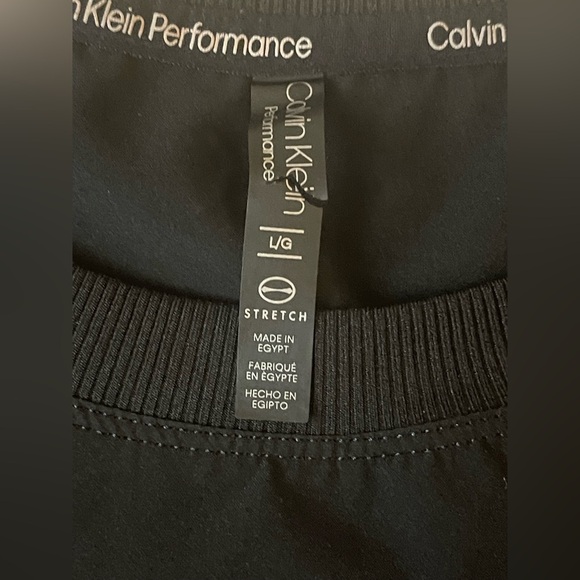 n Klein Performance
Calvin
Calvin Klein
Performance
L/G
STRETCH
MADE IN
EGYPT
FABRIQUÉ
EN ÉGYPTE
HECHO EN
EGIPTO